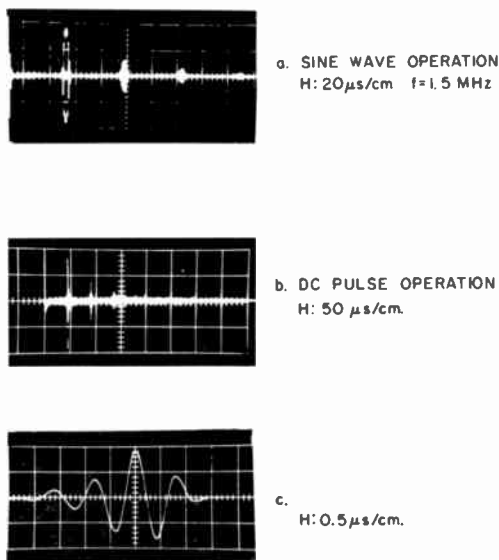 a. SINE WAVE OPERATION
H: 20μs/cm f=1.5 MHz
b. DC PULSE OPERATION
H: 50 μs/cm.
c.
H: 0.5μs/cm.